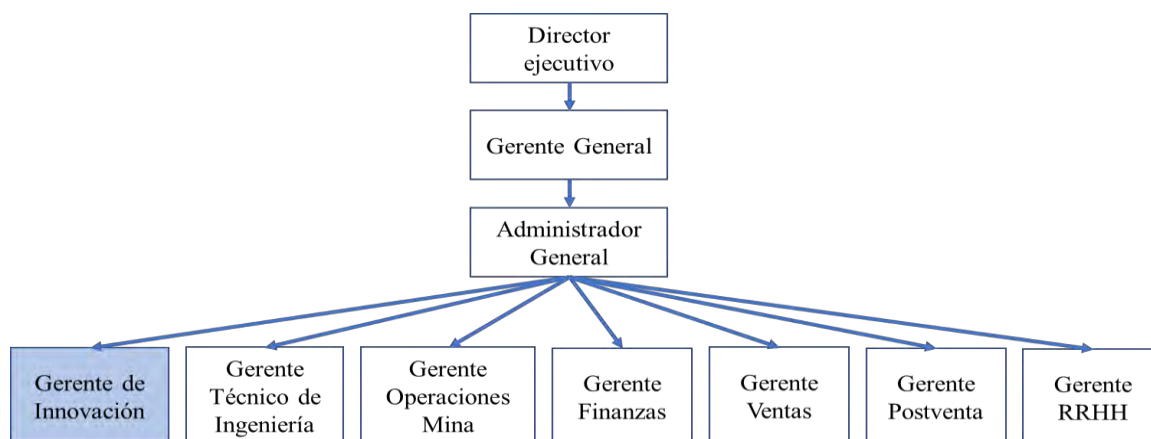 Director
ejecutivo
Gerente General
Administrador
General
Gerente de
Innovación
Gerente
Técnico de
Ingeniería
Gerente
Operaciones
Mina
Gerente
Finanzas
Gerente
Ventas
Gerente
Postventa
Gerente
RRHH